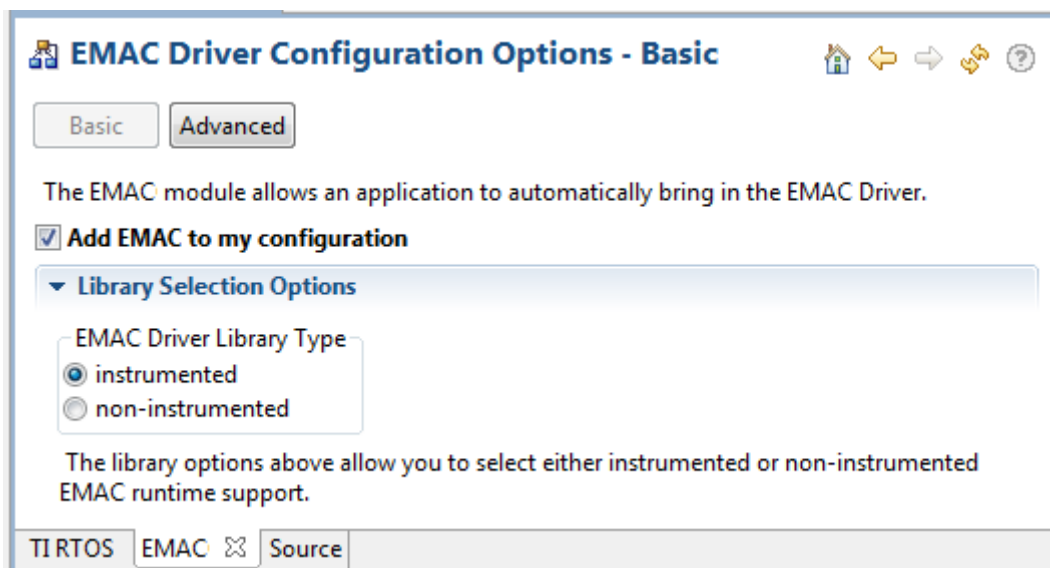 EMAC Driver Configuration Options - Basic
Basic Advanced
The EMAC module allows an application to automatically bring in the EMAC Driver.
Add EMAC to my configuration
Library Selection Options
EMAC Driver Library Type
instrumented
non-instrumented
The library options above allow you to select either instrumented or non-instrumented
EMAC runtime support.
TI RTOS EMAC Source